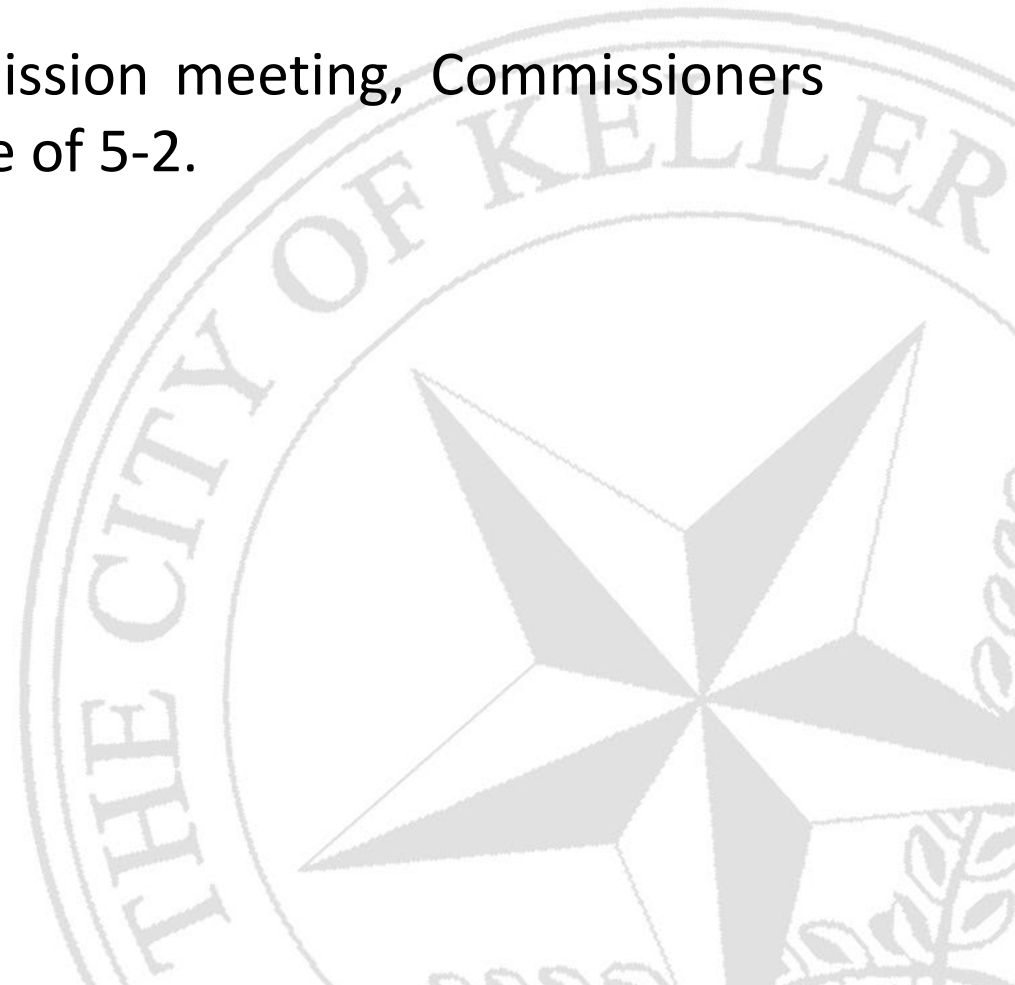 ission meeting, Commissioners
e of 5-2.
THE CITY OF KELLER